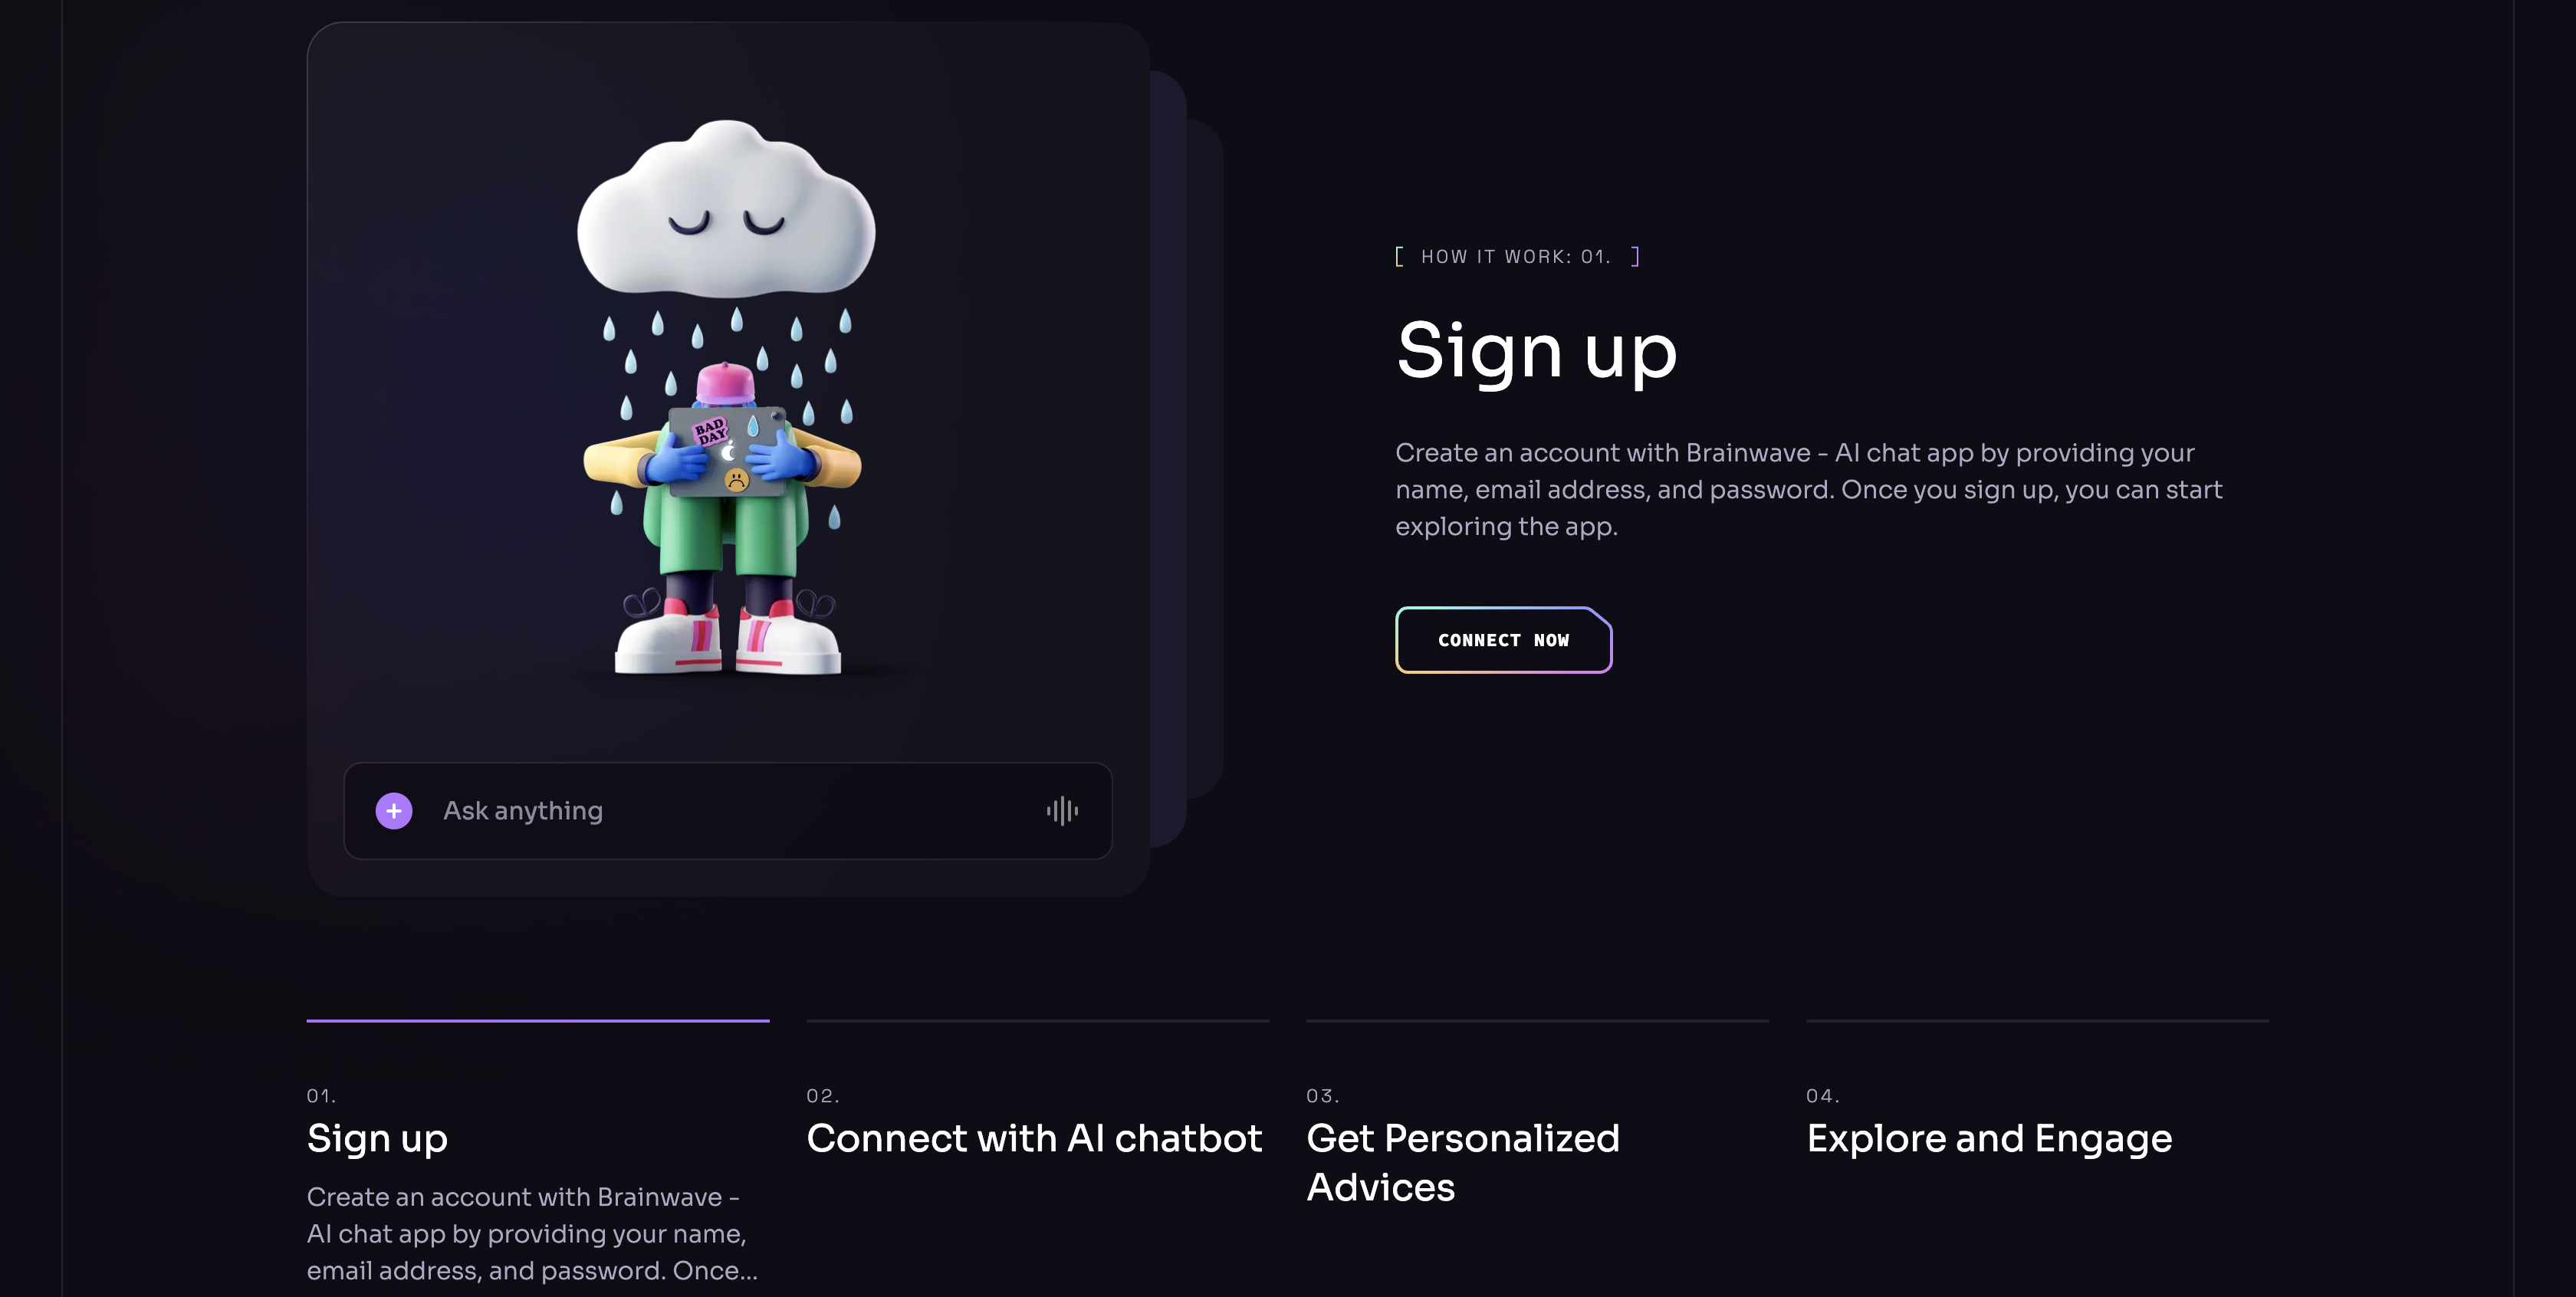 BAD
DAY
Ask anything
HOW IT WORK: 01.
Sign up
Create an account with Brainwave - AI chat app by providing your
name, email address, and password. Once you sign up, you can start
exploring the app.
CONNECT NOW
01.
Sign up
Create an account with Brainwave -
AI chat app by providing your name,
email address, and password. Once...
02.
Connect with AI chatbot
03.
Get Personalized
Advices
04.
Explore and Engage